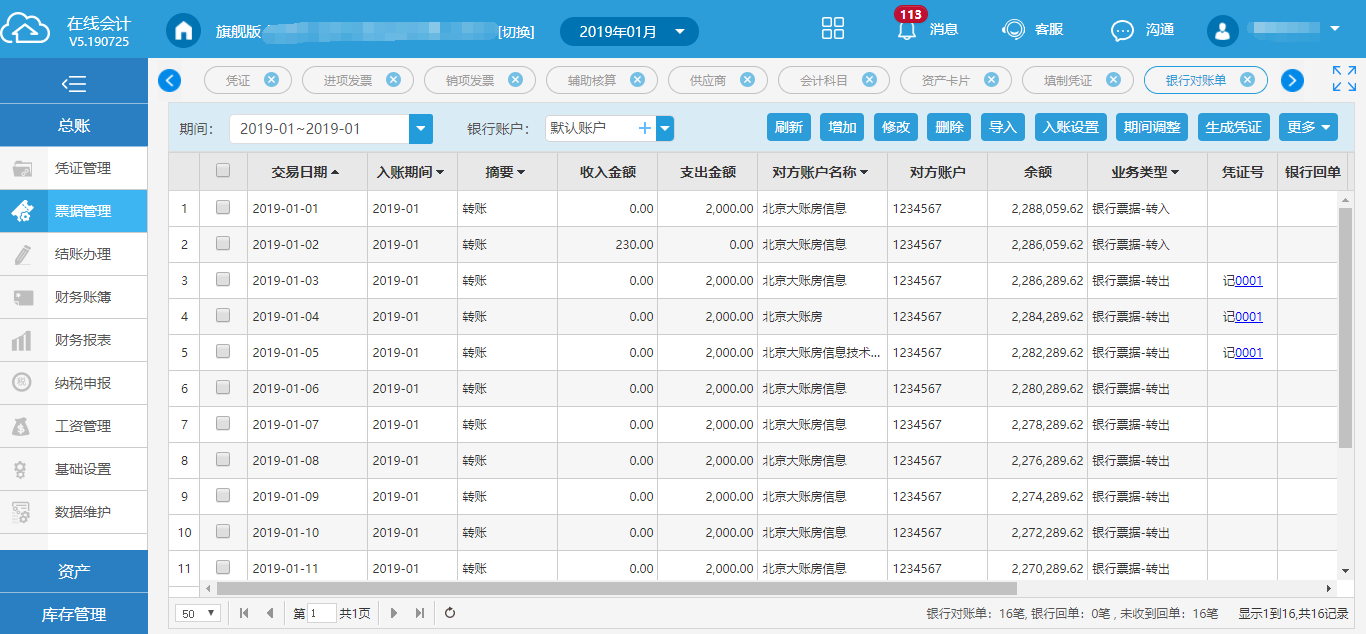 在线会计
V5.190725
旗舰版
[切换]
2019年01月
113
消息
客服
沟通
总账
凭证管理
票据管理
结账办理
财务账簿
财务报表
税
纳税申报
$
工资管理
基础设置
数据维护
资产
库存管理
凭证 进项发票 销项发票 辅助核算 供应商 会计科目 资产卡片 填制凭证 银行对账单
期间： 2019-01~2019-01 银行账户： 默认账户 刷新 增加 修改 删除 导入 入账设置 期间调整 生成凭证 更多
交易日期 入账期间 摘要 收入金额 支出金额 对方账户名称 对方账户 余额 业务类型 凭证号 银行回单
1 2019-01-01 2019-01 转账 0.00 2,000.00 北京大账房信息 1234567 2,288,059.62 银行票据-转入
2 2019-01-02 2019-01 转账 230.00 0.00 北京大账房信息 1234567 2,286,059.62 银行票据-转入
3 2019-01-03 2019-01 转账 0.00 2,000.00 北京大账房信息 1234567 2,286,289.62 银行票据-转出 记0001
4 2019-01-04 2019-01 转账 0.00 2,000.00 北京大账房 1234567 2,284,289.62 银行票据-转出 记0001
5 2019-01-05 2019-01 转账 0.00 2,000.00 北京大账房信息技术... 1234567 2,282,289.62 银行票据-转出 记0001
6 2019-01-06 2019-01 转账 0.00 2,000.00 北京大账房信息 1234567 2,280,289.62 银行票据-转出
7 2019-01-07 2019-01 转账 0.00 2,000.00 北京大账房信息 1234567 2,278,289.62 银行票据-转出
8 2019-01-08 2019-01 转账 0.00 2,000.00 北京大账房信息 1234567 2,276,289.62 银行票据-转出
9 2019-01-09 2019-01 转账 0.00 2,000.00 北京大账房信息 1234567 2,274,289.62 银行票据-转出
10 2019-01-10 2019-01 转账 0.00 2,000.00 北京大账房信息 1234567 2,272,289.62 银行票据-转出
11 2019-01-11 2019-01 转账 0.00 2,000.00 北京大账房信息 1234567 2,270,289.62 银行票据-转出
50 第 1 共1页 银行对账单：16笔, 银行回单：0笔 , 未收到回单：16笔 显示1到16,共16记录